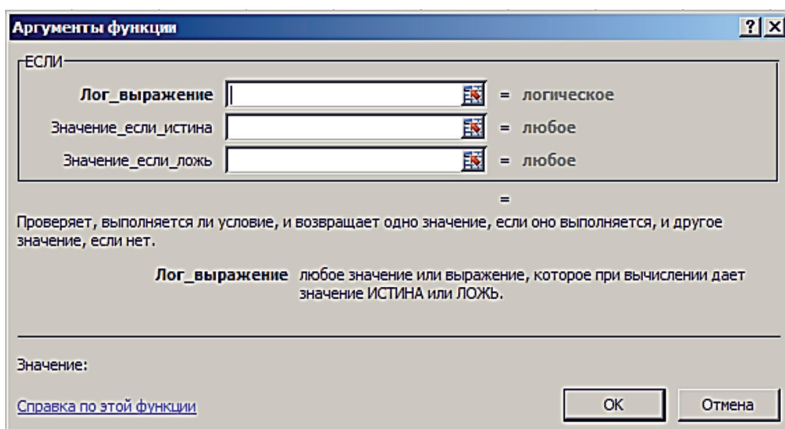 Аргументы функции
ЕСЛИ
Лог_выражение = логическое
Значение_если_истина = любое
Значение_если_ложь = любое
=
Проверяет, выполняется ли условие, и возвращает одно значение, если оно выполняется, и другое
значение, если нет.
Лог_выражение любое значение или выражение, которое при вычислении дает
значение ИСТИНА или ЛОЖЬ.
Значение:
Справка по этой функции OK Отмена